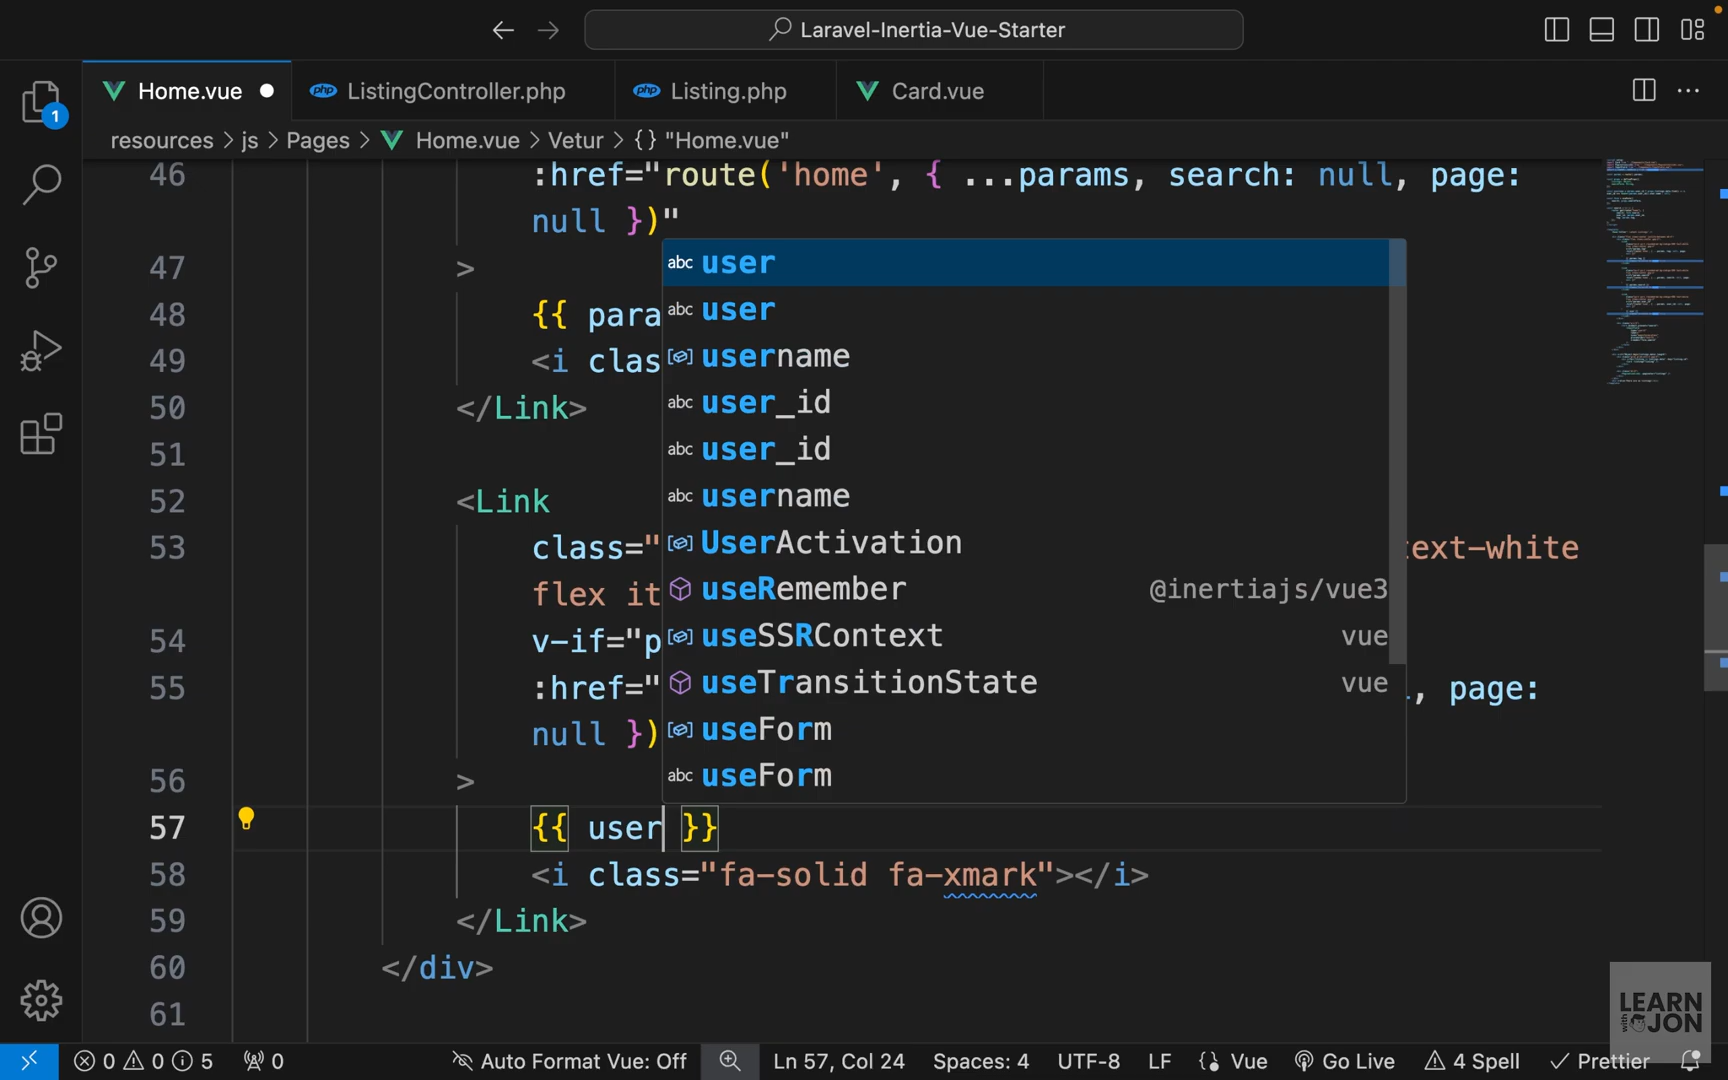 Laravel-Inertia-Vue-Starter
Home.vue
ListingController.php
Listing.php
Card.vue
1
resources > js > Pages > Home.vue > Vetur > {} "Home.vue"
46 :href="route('home', { ...params, search: null, page:
null })"
47 >
48 {{ para
49 <i clas
50 </Link>
51
52 <Link
53 class=" ext-white
flex it
54 v-if="p
55 :href=" , page:
null })
56 >
57 {{ user }}
58 <i class="fa-solid fa-xmark"></i>
59 </Link>
60 </div>
61
abc user
abc user
username
abc user_id
abc user_id
abc username
UserActivation
useRemember @inertiajs/vue3
useSSRContext vue
useTransitionState vue
useForm
abc useForm
LEARN
with JON
0 0 5 0 Auto Format Vue: Off Ln 57, Col 24 Spaces: 4 UTF-8 LF Vue Go Live 4 Spell Prettier